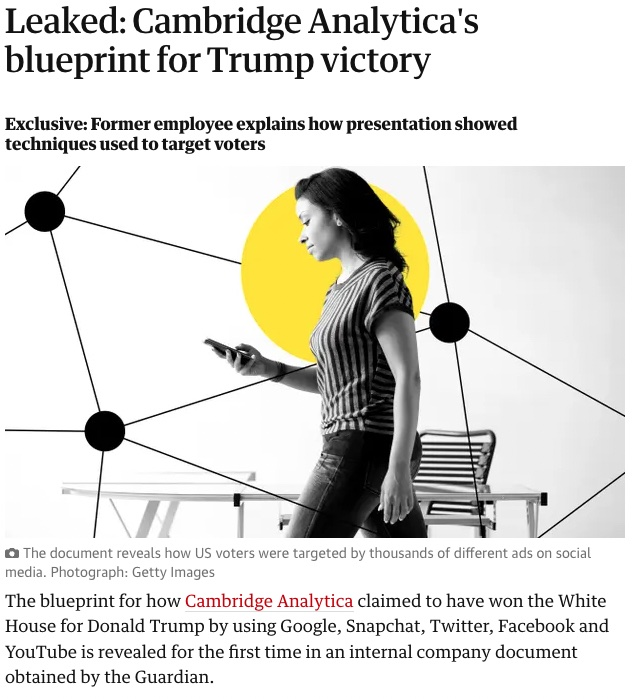 Leaked: Cambridge Analytica's
blueprint for Trump victory
Exclusive: Former employee explains how presentation showed
techniques used to target voters
The document reveals how US voters were targeted by thousands of different ads on social
media. Photograph: Getty Images
The blueprint for how Cambridge Analytica claimed to have won the White
House for Donald Trump by using Google, Snapchat, Twitter, Facebook and
YouTube is revealed for the first time in an internal company document
obtained by the Guardian.